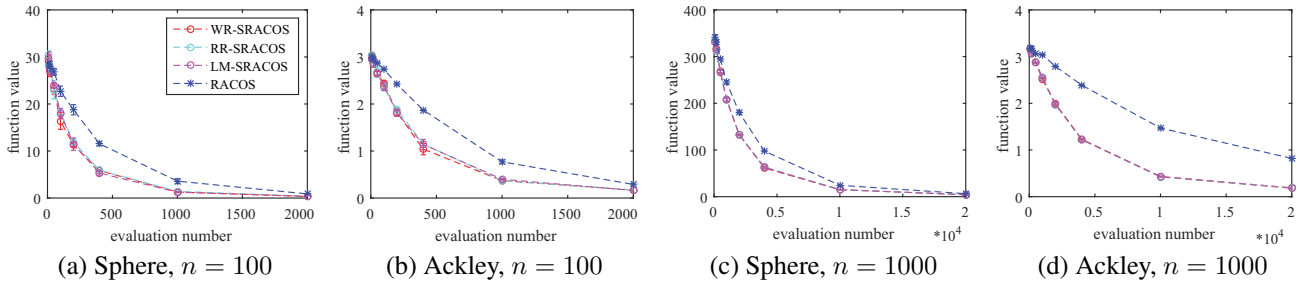 40
30
20
10
0
function value
0 500 1000 1500 2000
evaluation number
WR-SRACOS
RR-SRACOS
LM-SRACOS
RACOS
(a) Sphere, n = 100
4
3
2
1
0
function value
0 500 1000 1500 2000
evaluation number
(b) Ackley, n = 100
400
300
200
100
0
function value
0 0.5 1 1.5 2
evaluation number *10^4
(c) Sphere, n = 1000
4
3
2
1
0
function value
0 0.5 1 1.5 2
evaluation number *10^4
(d) Ackley, n = 1000